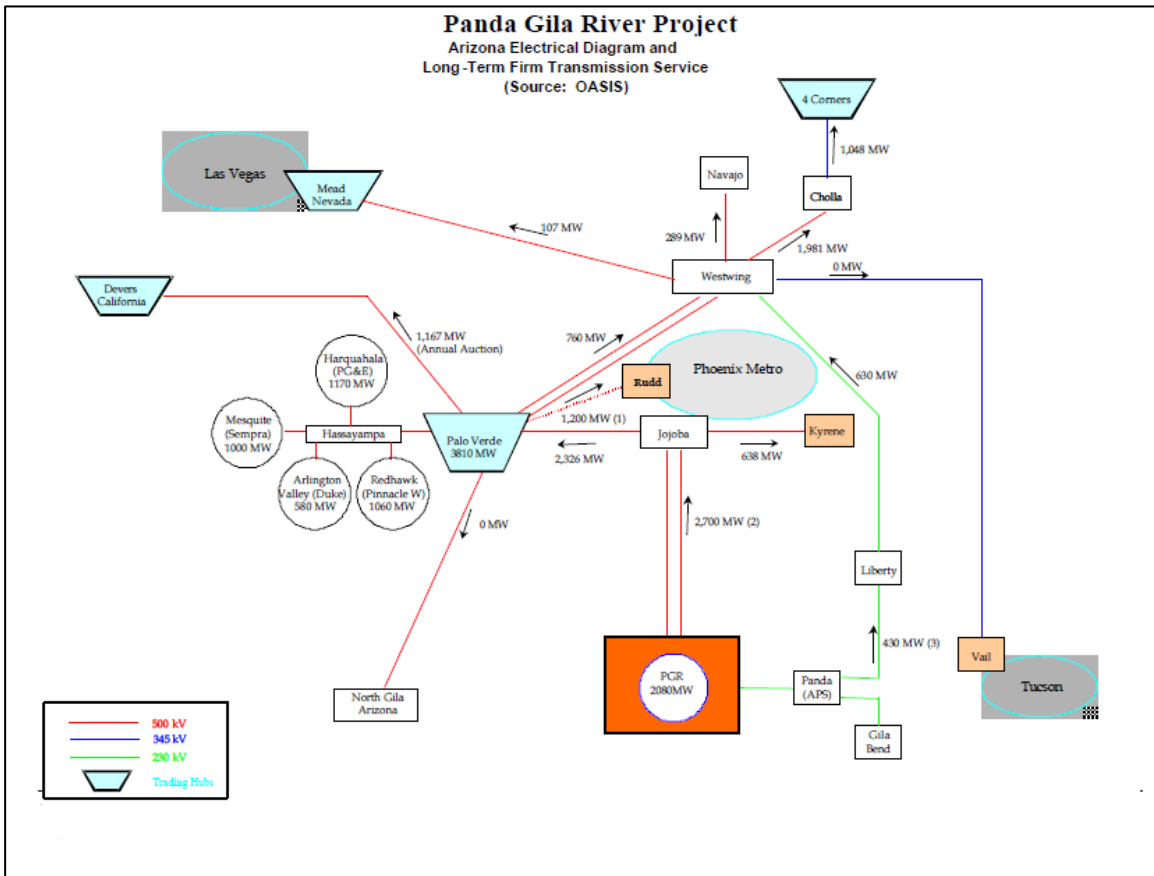 Panda Gila River Project
Arizona Electrical Diagram and
Long -Term Firm Transmission Service
(Source: OASIS)
4 Corners
1,048 MW
Las Vegas
Mead
Nevada
Navajo
Cholla
107 MW
289 MW
1,981 MW
Westwing
0 MW
Devers
California
1,167 MW
(Annual Auction)
760 MW
Harquahala
(PG&E)
1170 MW
Phoenix Metro
Rudd
630 MW
1,200 MW (1)
Mesquite
(Sempra)
1000 MW
Hassayampa
Palo Verde
3810 MW
Jojoba
Kyrene
2,326 MW
638 MW
Arlington
Valley (Duke)
580 MW
Redhawk
(Pinnacle W)
1060 MW
0 MW
2,700 MW (2)
Liberty
430 MW (3)
Vail
PGR
2080MW
Panda
(APS)
Tucson
North Gila
Arizona
Gila
Bend
500 kV
345 kV
230 kV
Trading Hubs